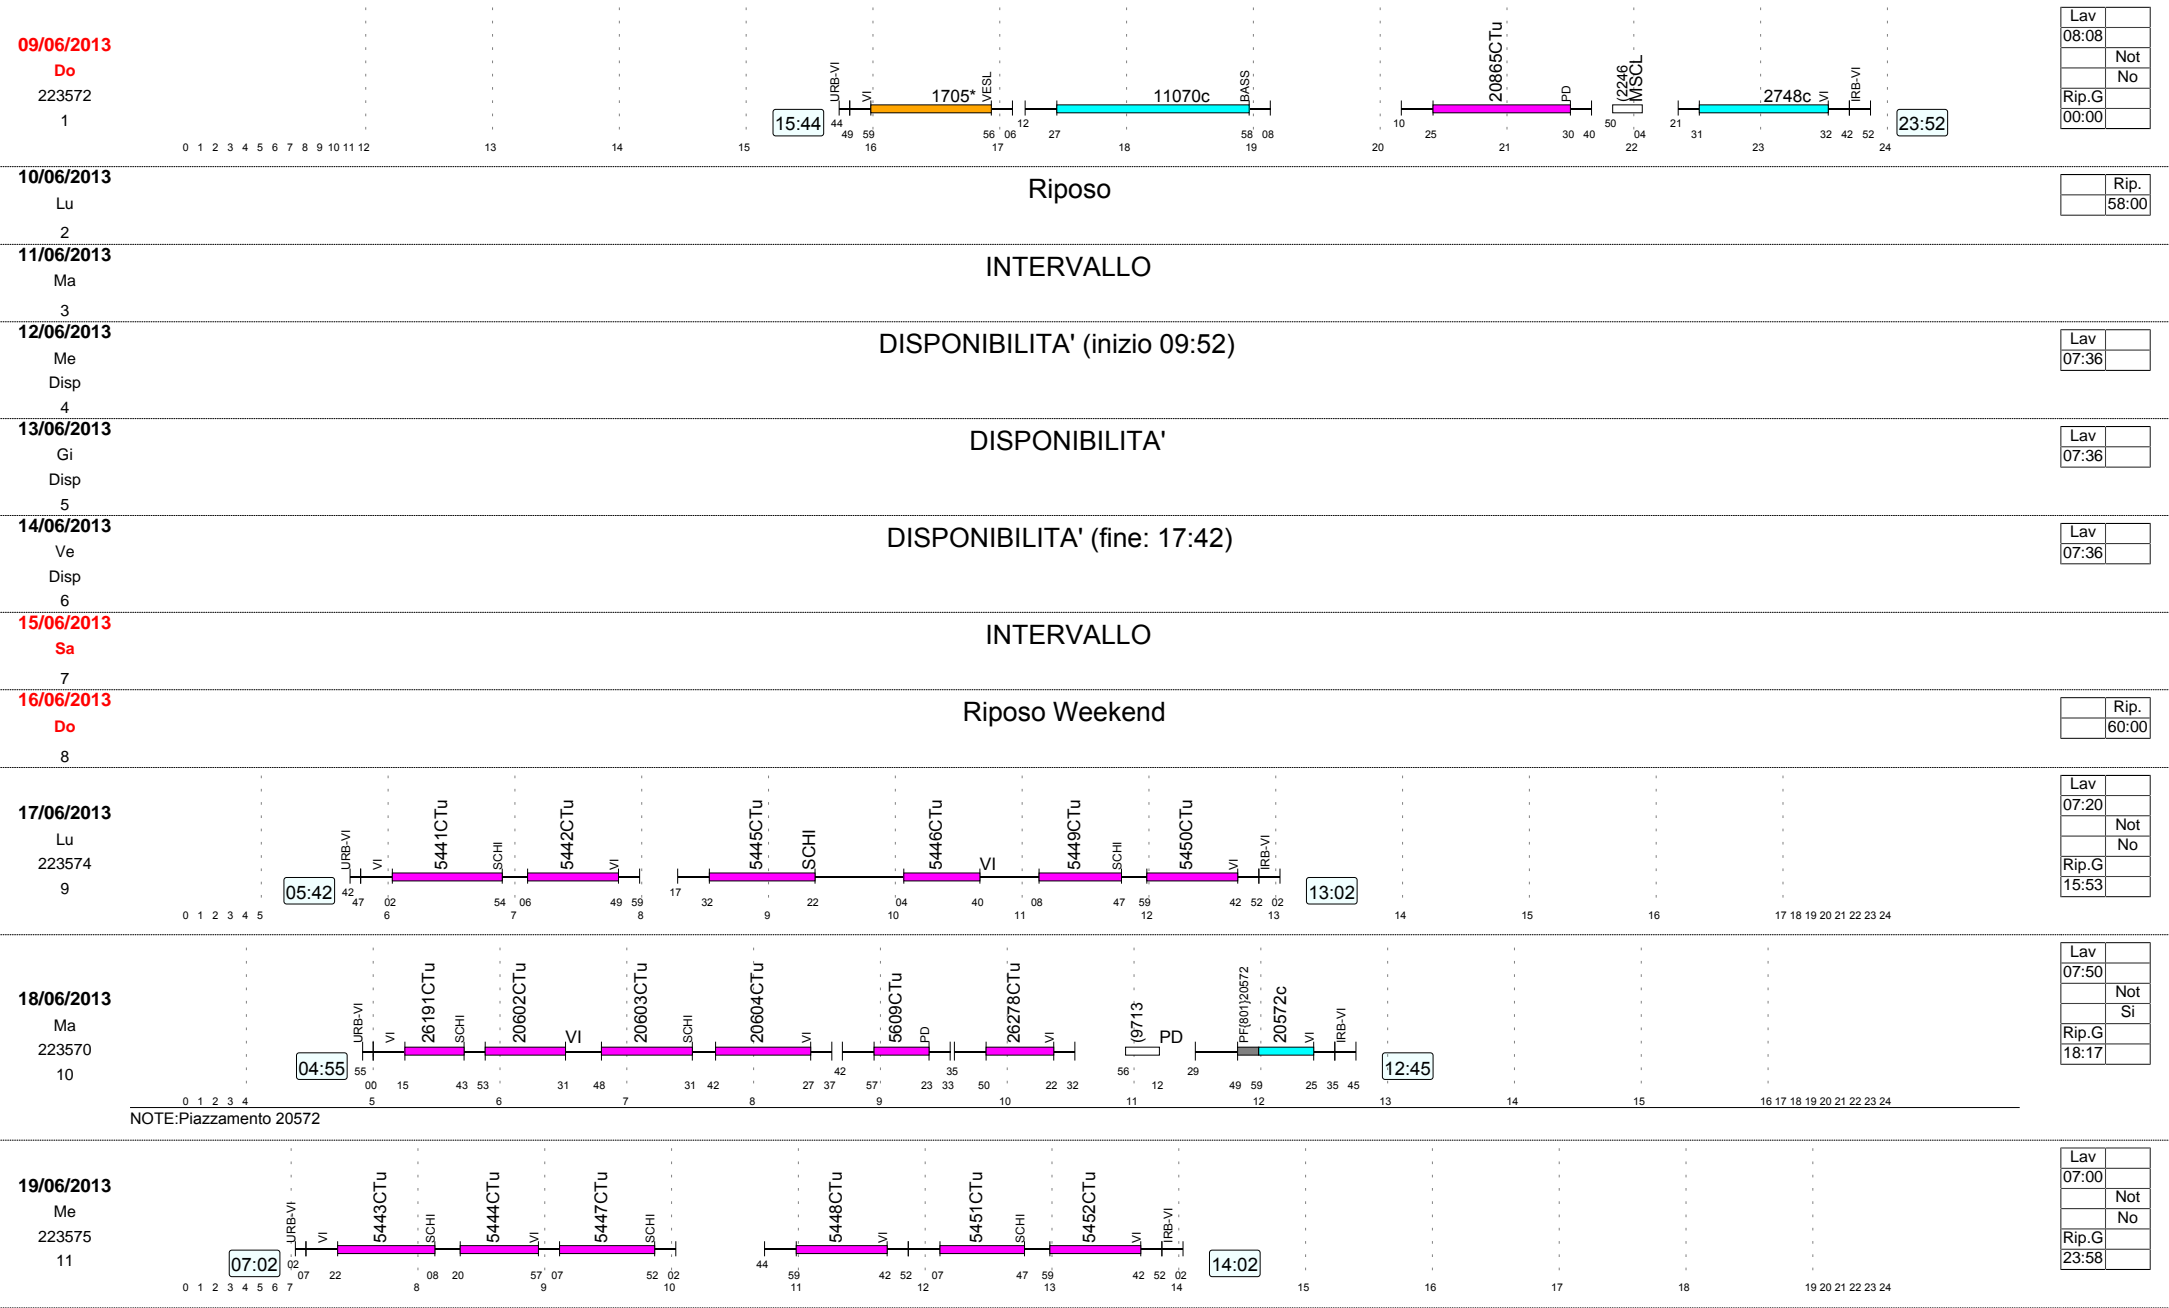 09/06/2013
Do
223572
1
15:44
URB-VI VI 1705* VESL 11070c BASS 20865CTu PD (2246 MSCL 2748c VI IRB-VI
44 49 59 56 06 12 27 58 08 10 25 30 40 50 04 21 31 32 42 52
23:52
0 1 2 3 4 5 6 7 8 9 10 11 12 13 14 15 16 17 18 19 20 21 22 23 24
Lav
08:08
Not
No
Rip.G
00:00
10/06/2013
Lu
2
Riposo
Rip.
58:00
11/06/2013
Ma
3
INTERVALLO
12/06/2013
Me
Disp
4
DISPONIBILITA' (inizio 09:52)
Lav
07:36
13/06/2013
Gi
Disp
5
DISPONIBILITA'
Lav
07:36
14/06/2013
Ve
Disp
6
DISPONIBILITA' (fine: 17:42)
Lav
07:36
15/06/2013
Sa
7
INTERVALLO
16/06/2013
Do
8
Riposo Weekend
Rip.
60:00
17/06/2013
Lu
223574
9
05:42
URB-VI VI 5441CTu SCHI 5442CTu VI 5445CTu SCHI 5446CTu VI 5449CTu SCHI 5450CTu VI IRB-VI
42 47 02 54 06 49 59 17 32 22 04 40 08 47 59 42 52 02
13:02
0 1 2 3 4 5 6 7 8 9 10 11 12 13 14 15 16 17 18 19 20 21 22 23 24
Lav
07:20
Not
No
Rip.G
15:53
18/06/2013
Ma
223570
10
04:55
URB-VI VI 26191CTu SCHI 20602CTu VI 20603CTu SCHI 20604CTu VI 5609CTu PD 26278CTu VI (9713 PD PF(801)20572 20572c VI IRB-VI
55 00 15 43 53 31 48 31 42 27 37 42 57 23 33 35 50 22 32 56 12 29 49 59 25 35 45
12:45
0 1 2 3 4 5 6 7 8 9 10 11 12 13 14 15 16 17 18 19 20 21 22 23 24
NOTE:Piazzamento 20572
Lav
07:50
Not
Si
Rip.G
18:17
19/06/2013
Me
223575
11
07:02
URB-VI VI 5443CTu SCHI 5444CTu VI 5447CTu SCHI 5448CTu VI 5451CTu SCHI 5452CTu VI IRB-VI
02 07 22 08 20 57 07 52 02 44 59 42 52 07 47 59 42 52 02
14:02
0 1 2 3 4 5 6 7 8 9 10 11 12 13 14 15 16 17 18 19 20 21 22 23 24
Lav
07:00
Not
No
Rip.G
23:58